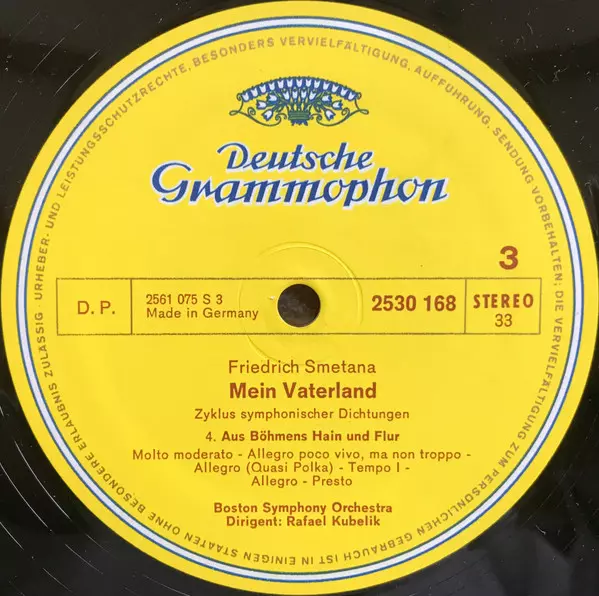 URHEBER- UND LEISTUNGSSCHUTZRECHTE, BESONDERS VERVIELFÄLTIGUNG, AUFFÜHRUNG, SENDUNG VORBEHALTEN; DIE VERVIELFÄLTIGUNG ZUM PERSÖNLICHEN GEBRAUCH IST IN EINIGEN STAATEN OHNE BESONDERE ERLAUBNIS ZULÄSSIG ·
Deutsche
Grammophon
3
D. P.
2561 075 S 3
Made in Germany
2530 168
STEREO
33
Friedrich Smetana
Mein Vaterland
Zyklus symphonischer Dichtungen
4. Aus Böhmens Hain und Flur
Molto moderato - Allegro poco vivo, ma non troppo -
Allegro (Quasi Polka) - Tempo I -
Allegro - Presto
Boston Symphony Orchestra
Dirigent: Rafael Kubelik